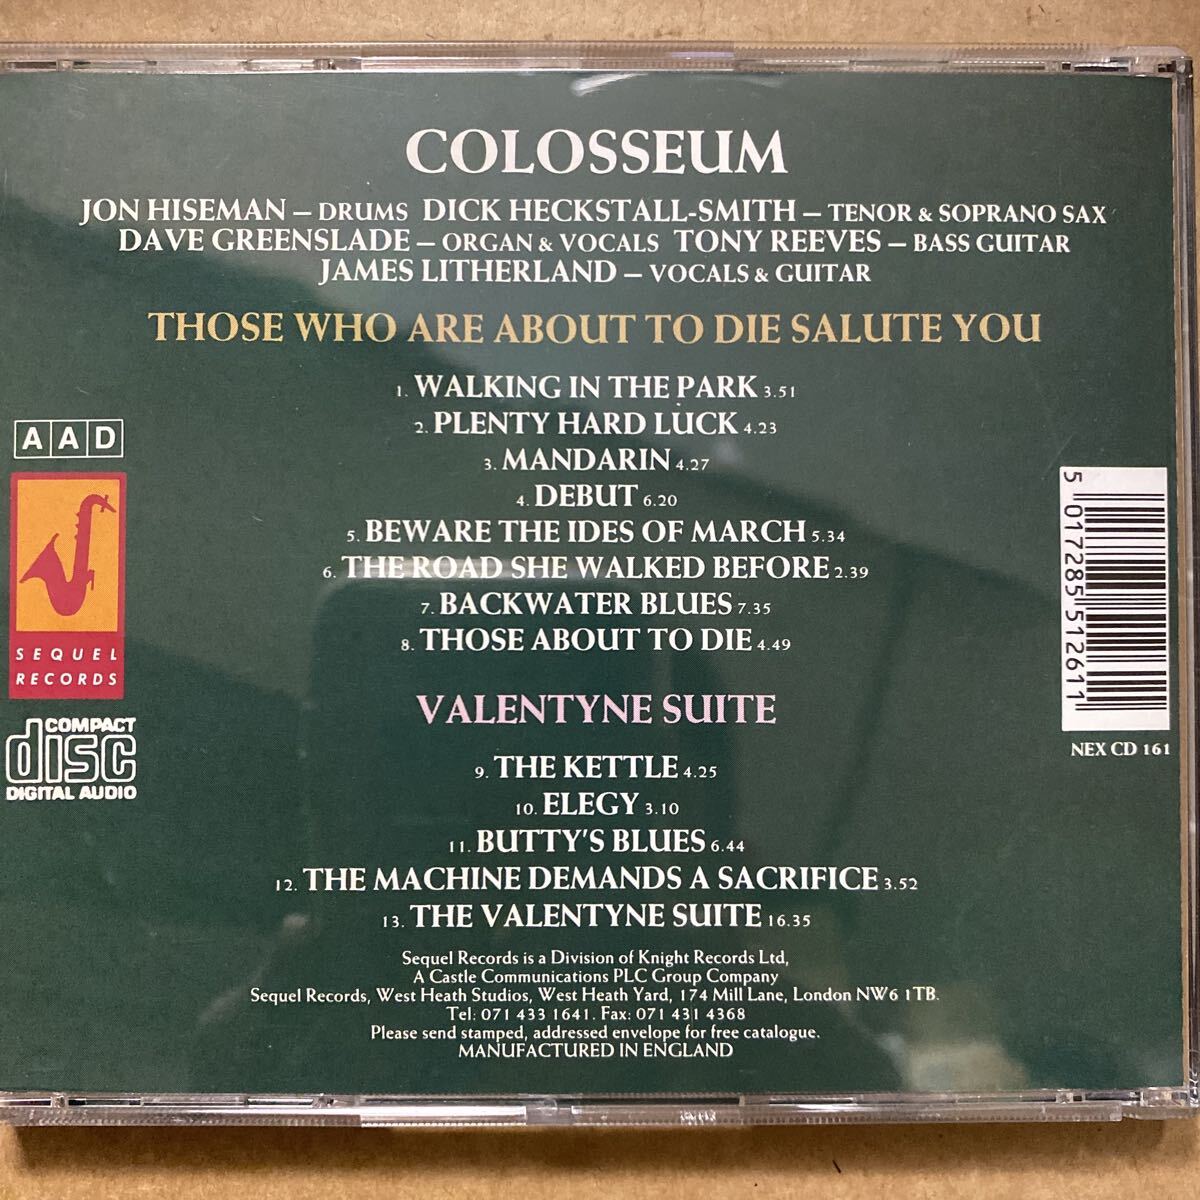 COLOSSEUM
JON HISEMAN – DRUMS DICK HECKSTALL-SMITH – TENOR & SOPRANO SAX
DAVE GREENSLADE – ORGAN & VOCALS TONY REEVES – BASS GUITAR
JAMES LITHERLAND – VOCALS & GUITAR
THOSE WHO ARE ABOUT TO DIE SALUTE YOU
1. WALKING IN THE PARK 3.51
2. PLENTY HARD LUCK 4.23
3. MANDARIN 4.27
4. DEBUT 6.20
5. BEWARE THE IDES OF MARCH 5.34
6. THE ROAD SHE WALKED BEFORE 2.39
7. BACKWATER BLUES 7.35
8. THOSE ABOUT TO DIE 4.49
VALENTYNE SUITE
9. THE KETTLE 4.25
10. ELEGY 3.10
11. BUTTY'S BLUES 6.44
12. THE MACHINE DEMANDS A SACRIFICE 3.52
13. THE VALENTYNE SUITE 16.35
Sequel Records is a Division of Knight Records Ltd,
A Castle Communications PLC Group Company
Sequel Records, West Heath Studios, West Heath Yard, 174 Mill Lane, London NW6 1TB.
Tel: 071 433 1641. Fax: 071 431 4368
Please send stamped, addressed envelope for free catalogue.
MANUFACTURED IN ENGLAND
AAD
SEQUEL
RECORDS
COMPACT
disc
DIGITAL AUDIO
5 017285 512611
NEX CD 161